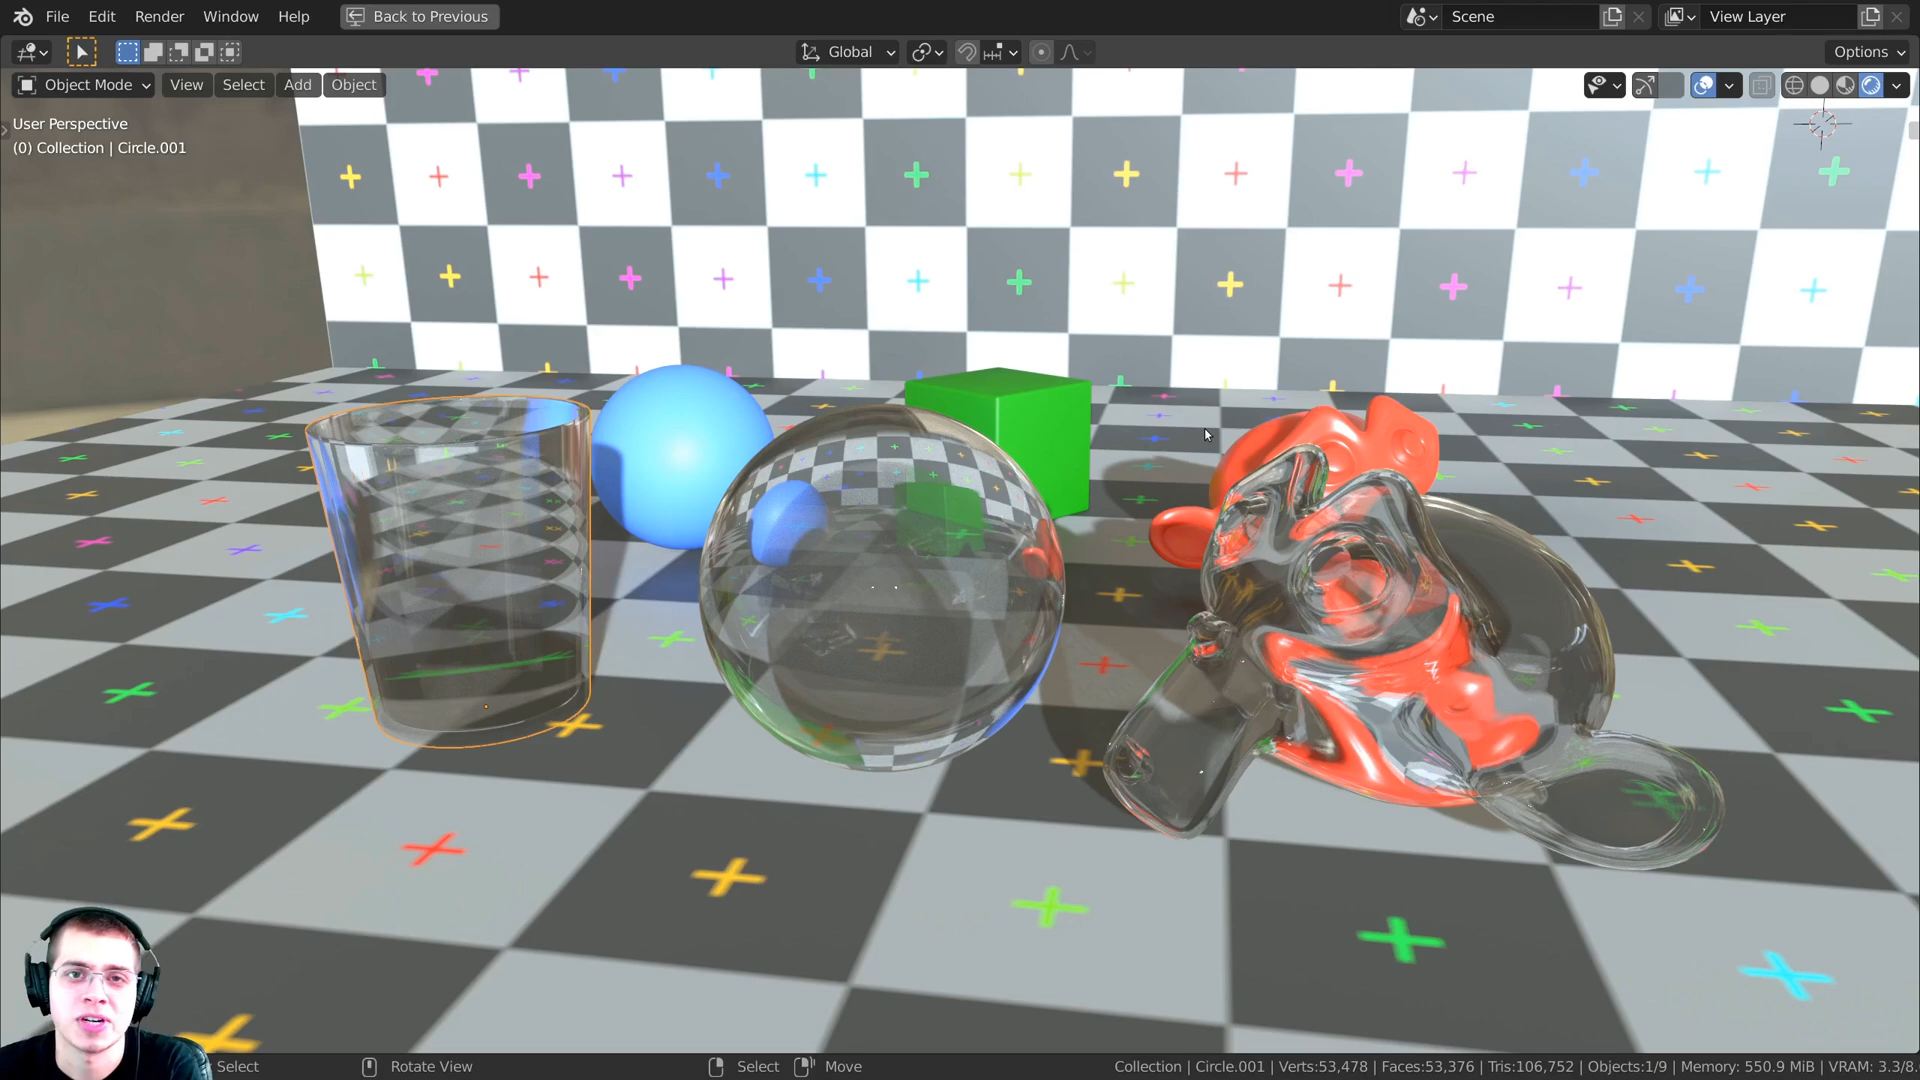 File Edit Render Window Help Back to Previous Scene View Layer
Global Options
Object Mode View Select Add Object
User Perspective
(0) Collection | Circle.001
Select Rotate View Select Move Collection | Circle.001 | Verts:53,478 | Faces:53,376 | Tris:106,752 | Objects:1/9 | Memory: 550.9 MiB | VRAM: 3.3/8.